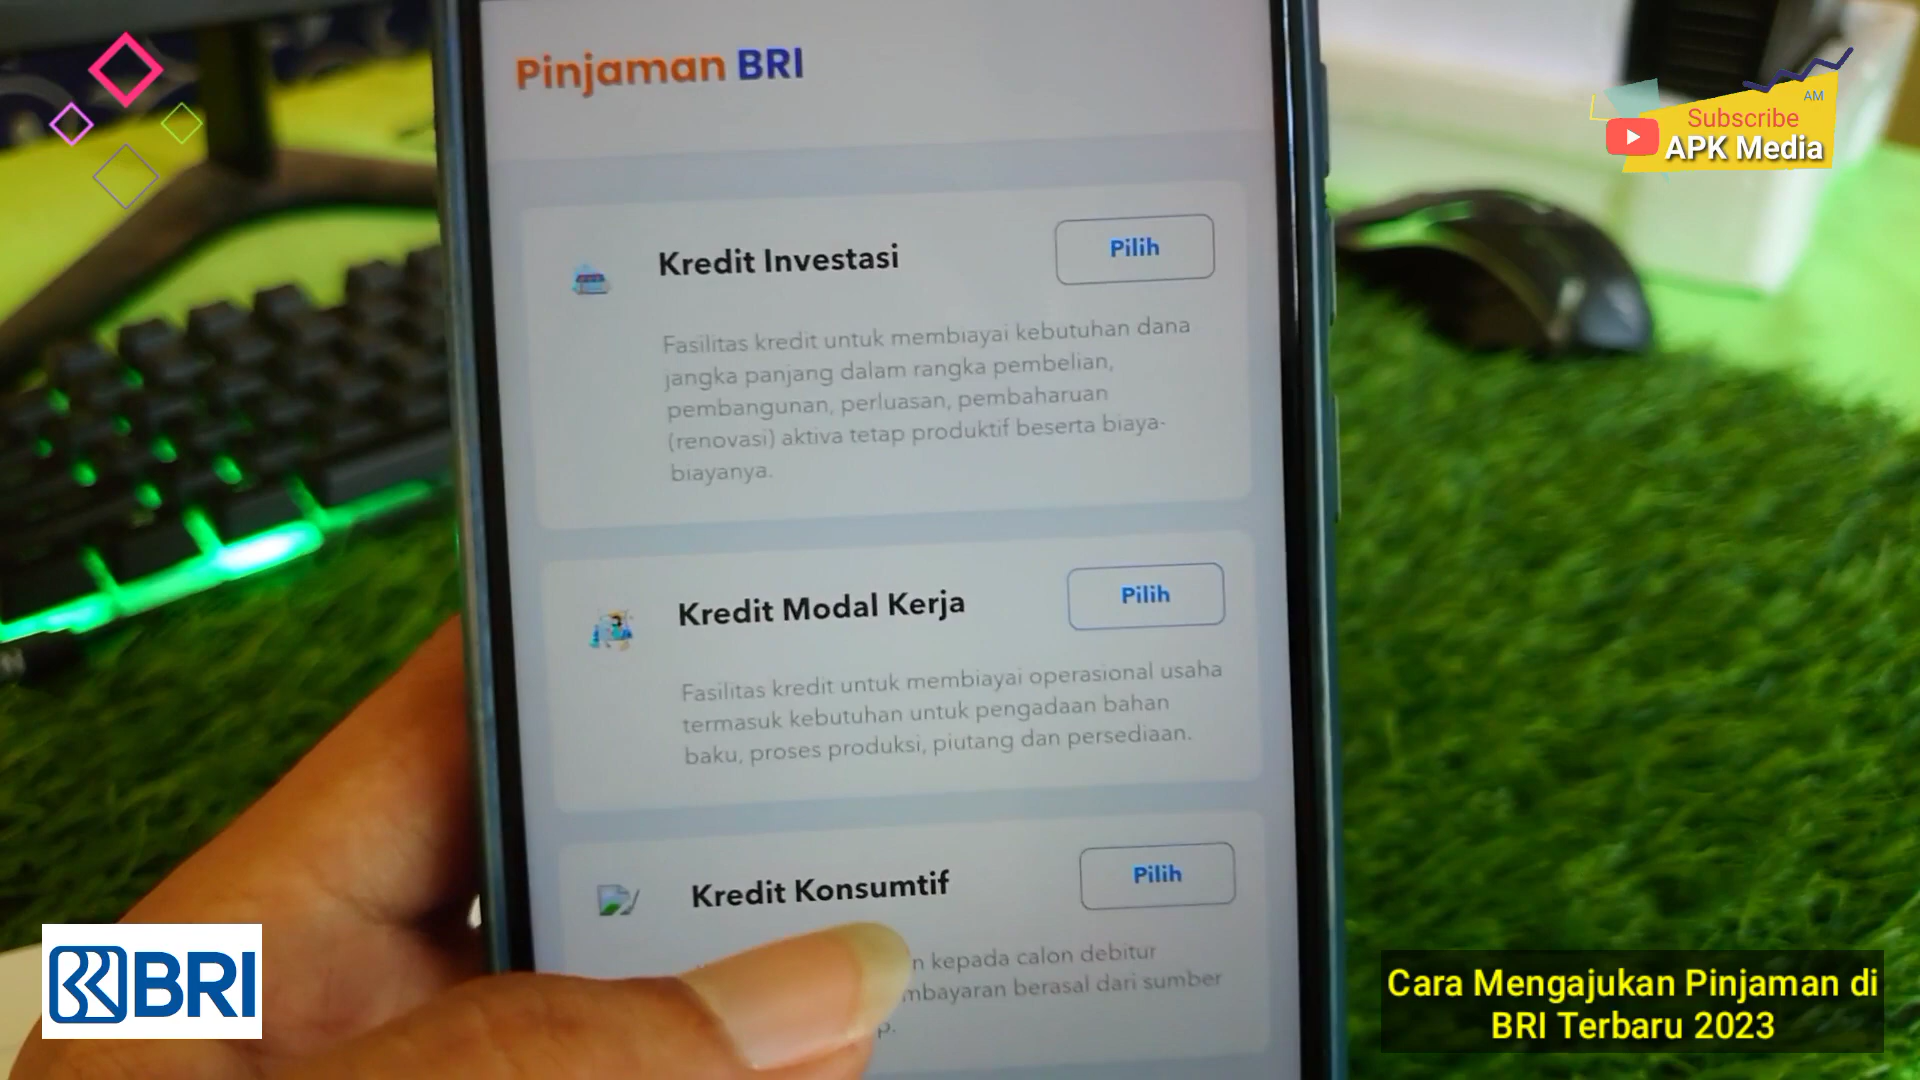 Pinjaman BRI
AM
Subscribe
APK Media
Kredit Investasi
Pilih
Fasilitas kredit untuk membiayai kebutuhan dana
jangka panjang dalam rangka pembelian,
pembangunan, perluasan, pembaharuan
(renovasi) aktiva tetap produktif beserta biaya-
biayanya.
Kredit Modal Kerja
Pilih
Fasilitas kredit untuk membiayai operasional usaha
termasuk kebutuhan untuk pengadaan bahan
baku, proses produksi, piutang dan persediaan.
Kredit Konsumtif
Pilih
kepada calon debitur
berasal dari sumber
BRI
Cara Mengajukan Pinjaman di
BRI Terbaru 2023